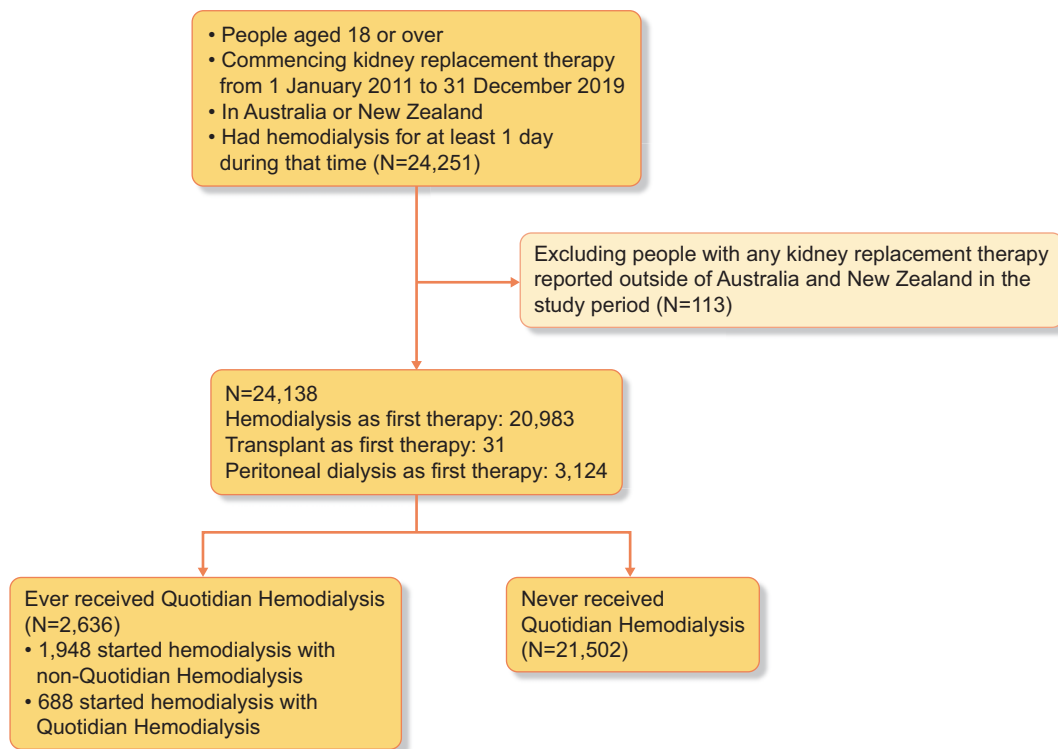 • People aged 18 or over
• Commencing kidney replacement therapy
from 1 January 2011 to 31 December 2019
• In Australia or New Zealand
• Had hemodialysis for at least 1 day
during that time (N=24,251)
Excluding people with any kidney replacement therapy
reported outside of Australia and New Zealand in the
study period (N=113)
N=24,138
Hemodialysis as first therapy: 20,983
Transplant as first therapy: 31
Peritoneal dialysis as first therapy: 3,124
Ever received Quotidian Hemodialysis
(N=2,636)
• 1,948 started hemodialysis with
non-Quotidian Hemodialysis
• 688 started hemodialysis with
Quotidian Hemodialysis
Never received
Quotidian Hemodialysis
(N=21,502)